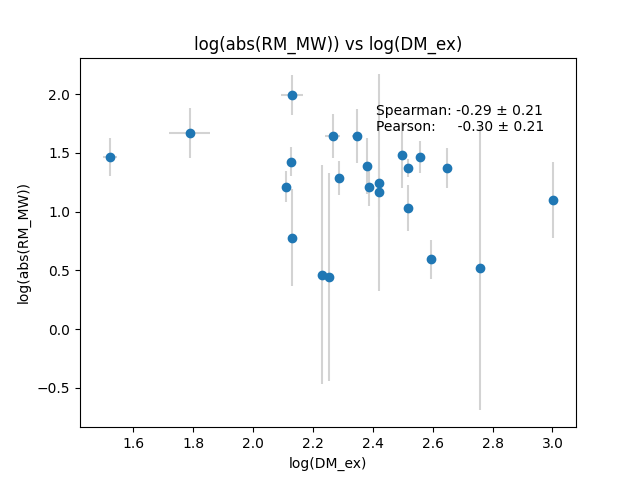 log(abs(RM_MW)) vs log(DM_ex)
Spearman: -0.29 ± 0.21
Pearson: -0.30 ± 0.21
log(abs(RM_MW))
2.0
1.5
1.0
0.5
0.0
−0.5
1.6 1.8 2.0 2.2 2.4 2.6 2.8 3.0
log(DM_ex)